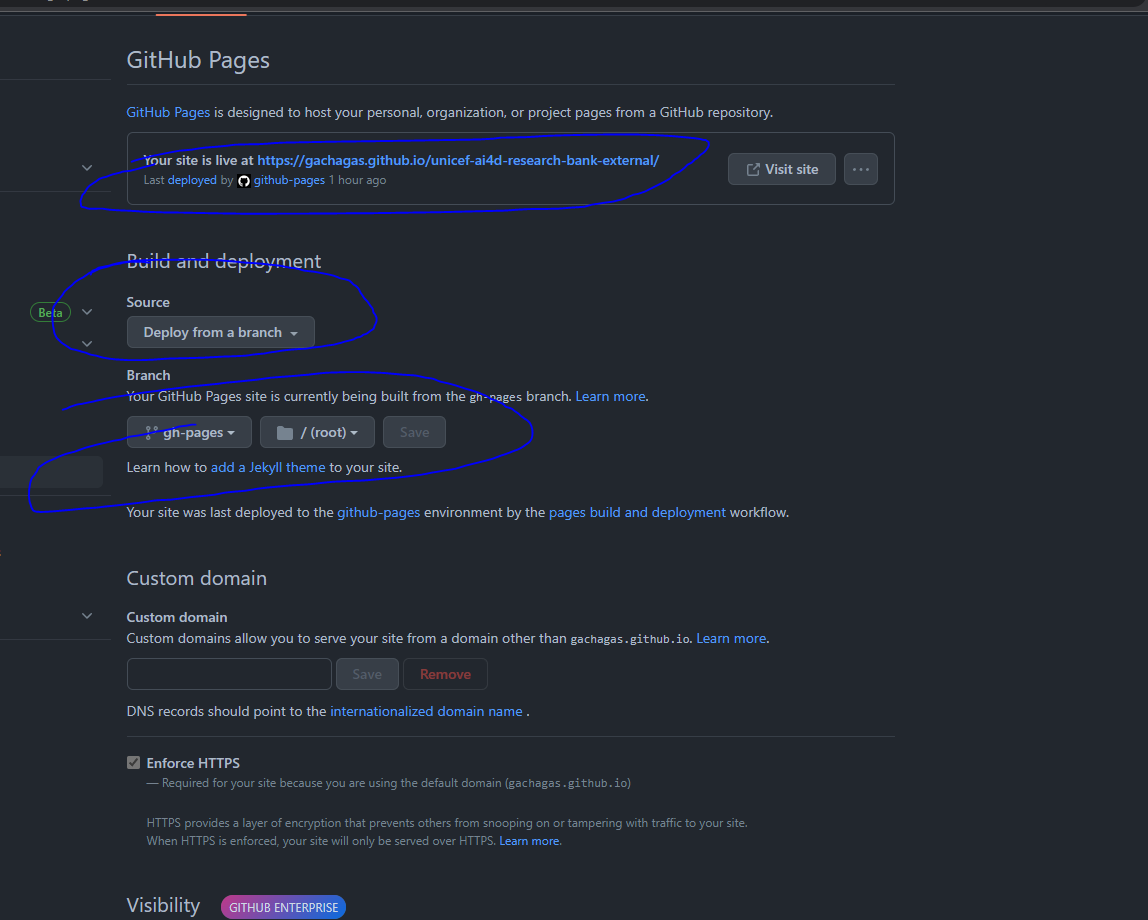 GitHub Pages
GitHub Pages is designed to host your personal, organization, or project pages from a GitHub repository.
Your site is live at https://gachagas.github.io/unicef-ai4d-research-bank-external/
Last deployed by github-pages 1 hour ago
Visit site
Build and deployment
Source
Beta
Deploy from a branch
Branch
Your GitHub Pages site is currently being built from the gh-pages branch. Learn more.
gh-pages
/ (root)
Save
Learn how to add a Jekyll theme to your site.
Your site was last deployed to the github-pages environment by the pages build and deployment workflow.
Custom domain
Custom domain
Custom domains allow you to serve your site from a domain other than gachagas.github.io. Learn more.
Save
Remove
DNS records should point to the internationalized domain name .
Enforce HTTPS
— Required for your site because you are using the default domain (gachagas.github.io)
HTTPS provides a layer of encryption that prevents others from snooping on or tampering with traffic to your site.
When HTTPS is enforced, your site will only be served over HTTPS. Learn more.
Visibility
GITHUB ENTERPRISE